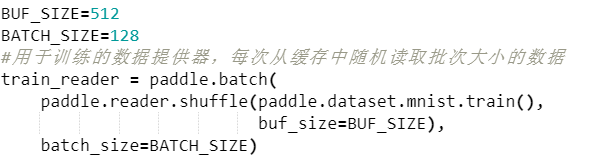 BUF_SIZE=512
BATCH_SIZE=128
#用于训练的数据提供器，每次从缓存中随机读取批次大小的数据
train_reader = paddle.batch(
    paddle.reader.shuffle(paddle.dataset.mnist.train(),
                          buf_size=BUF_SIZE),
    batch_size=BATCH_SIZE)